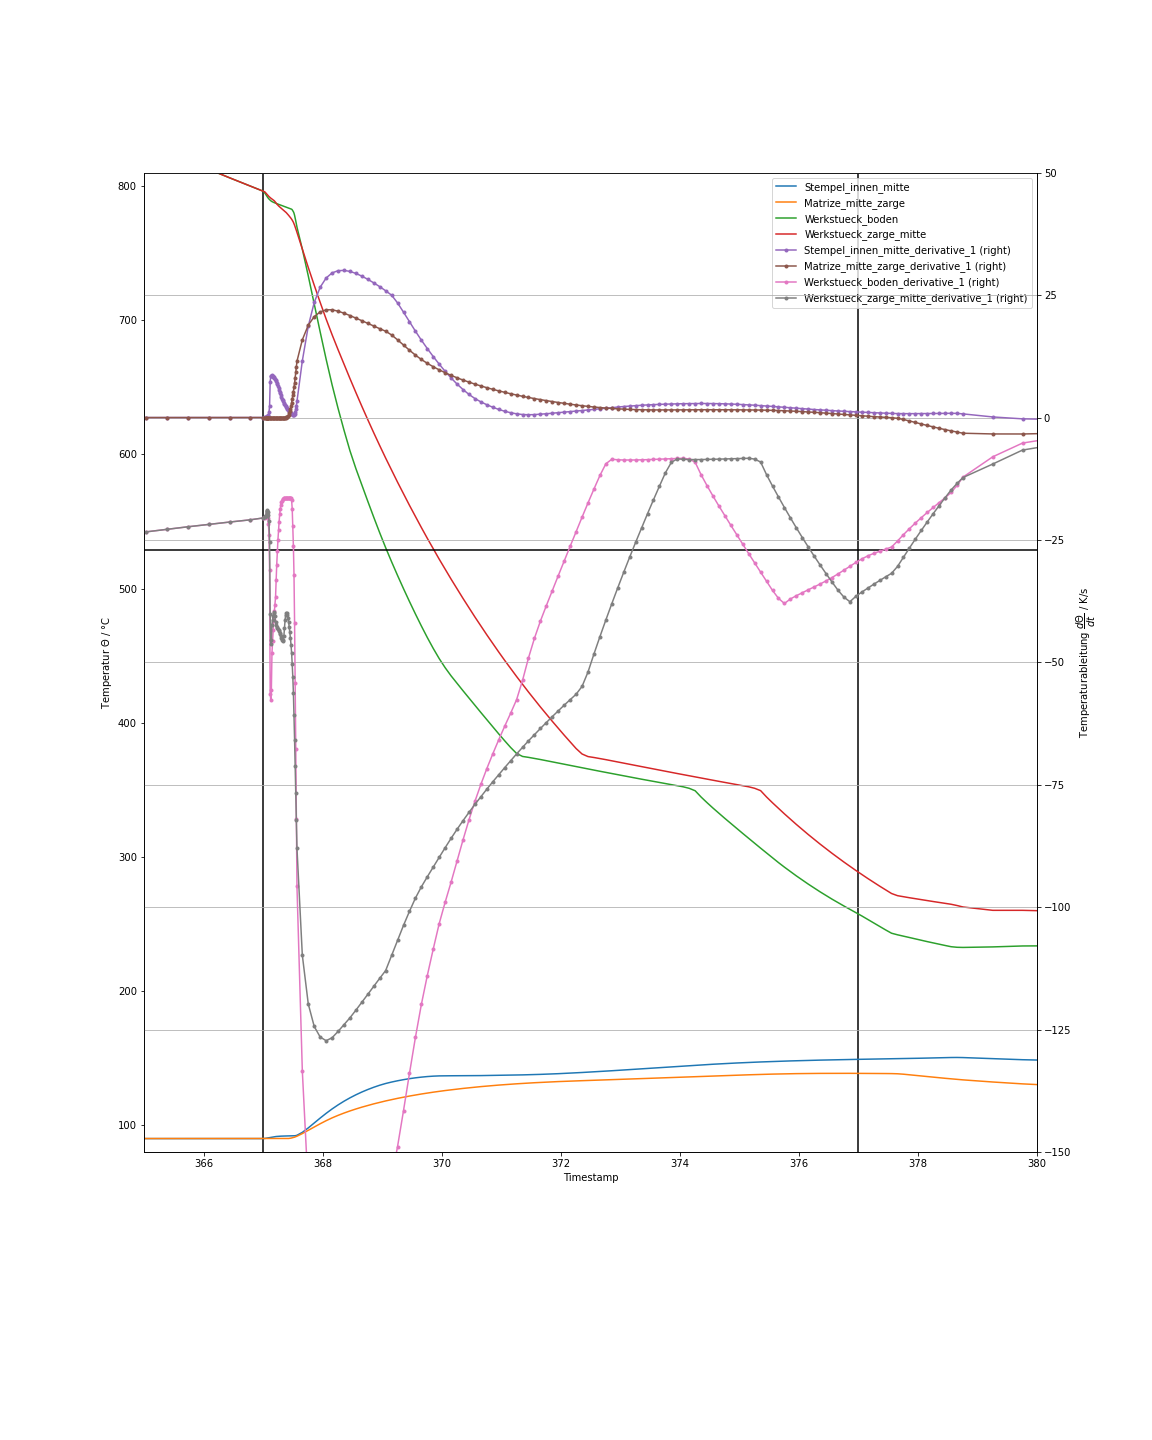 800
700
600
500
400
300
200
100
Temperatur Θ / °C
366
368
370
372
374
376
378
380
Timestamp
50
25
0
−25
−50
−75
−100
−125
−150
Temperaturableitung dΘ/dt / K/s
Stempel_innen_mitte
Matrize_mitte_zarge
Werkstueck_boden
Werkstueck_zarge_mitte
Stempel_innen_mitte_derivative_1 (right)
Matrize_mitte_zarge_derivative_1 (right)
Werkstueck_boden_derivative_1 (right)
Werkstueck_zarge_mitte_derivative_1 (right)